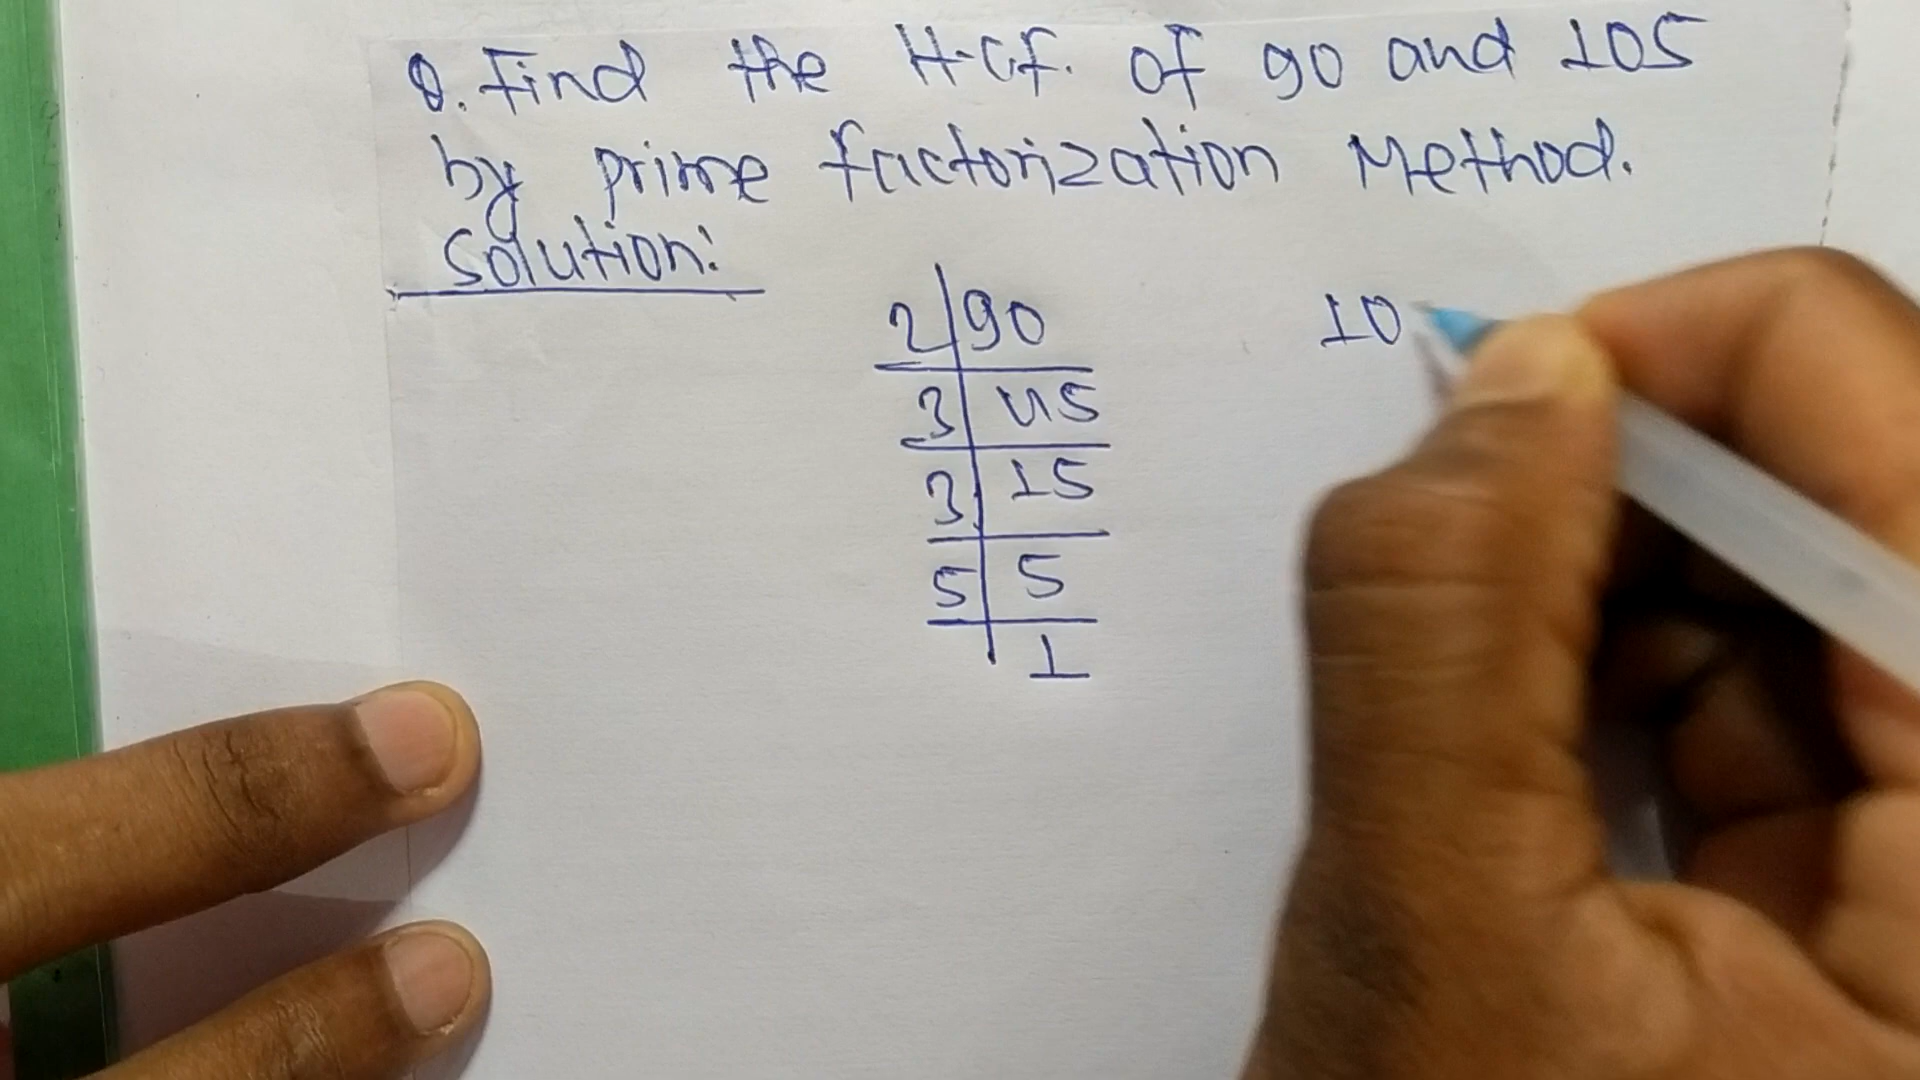 Q. Find the H.C.F. of 90 and 105
by prime factorization Method.
Solution:
2 90
3 45
3 15
5 5
1
10